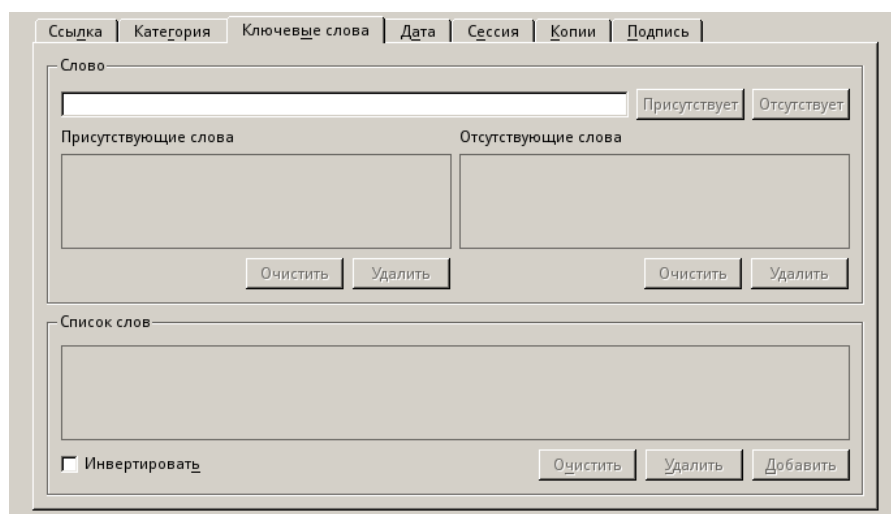 Ссылка Категория Ключевые слова Дата Сессия Копии Подпись
Слово
Присутствует Отсутствует
Присутствующие слова Отсутствующие слова
Очистить Удалить Очистить Удалить
Список слов
Инвертировать Очистить Удалить Добавить